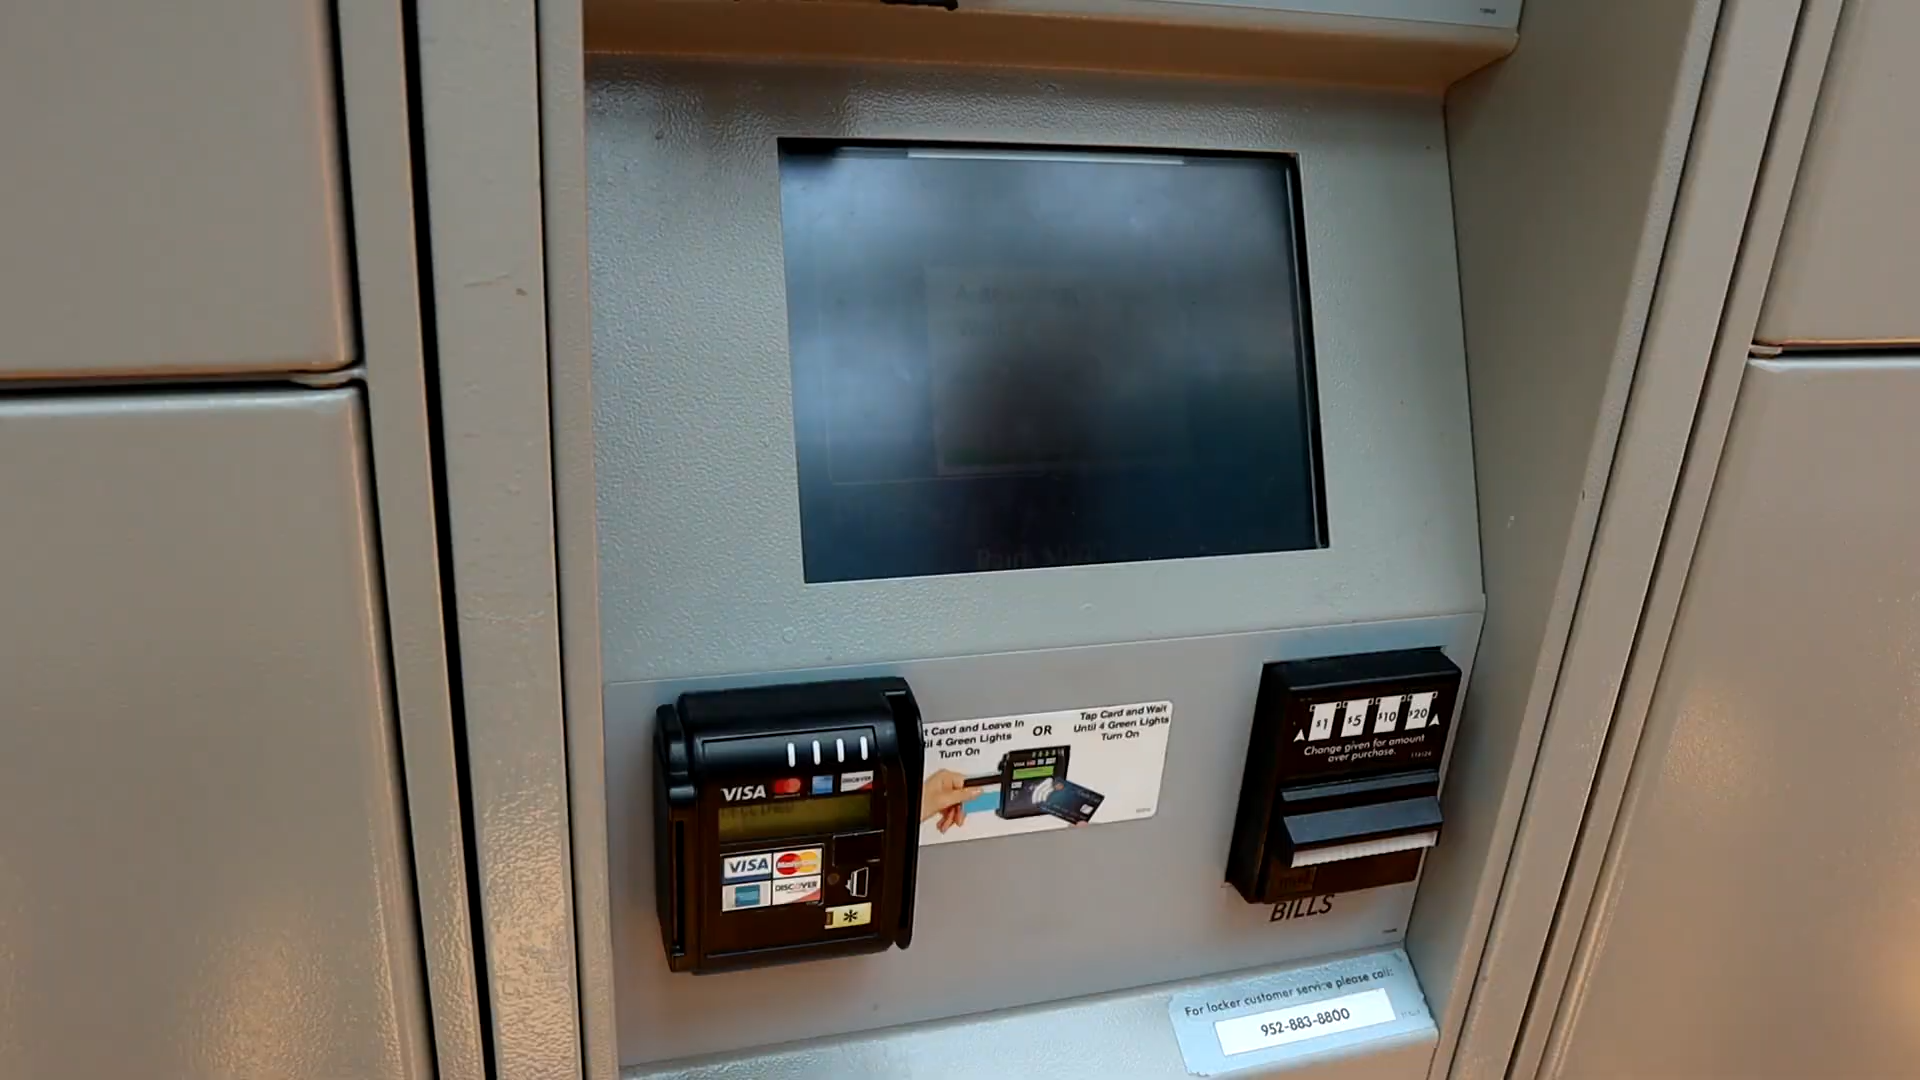 t Card and Leave In
til 4 Green Lights
Turn On
OR
Tap Card and Wait
Until 4 Green Lights
Turn On
$1 $5 $10 $20
Change given for amount
over purchase.
VISA DISCOVER
VISA MasterCard
DISCOVER
*
BILLS
For locker customer service please call:
952-883-8800